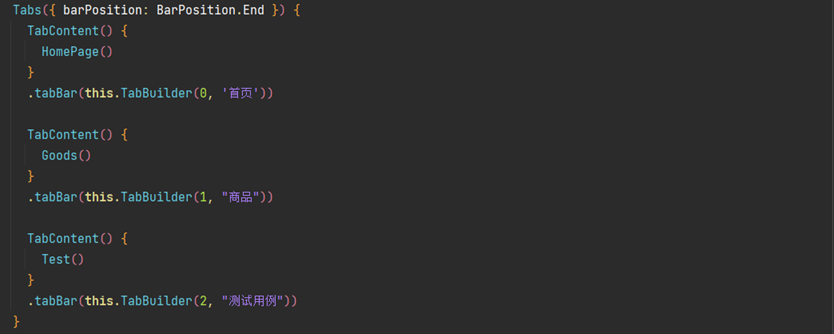 Tabs({ barPosition: BarPosition.End }) {
TabContent() {
HomePage()
}
.tabBar(this.TabBuilder(0, '首页'))
TabContent() {
Goods()
}
.tabBar(this.TabBuilder(1, "商品"))
TabContent() {
Test()
}
.tabBar(this.TabBuilder(2, "测试用例"))
}